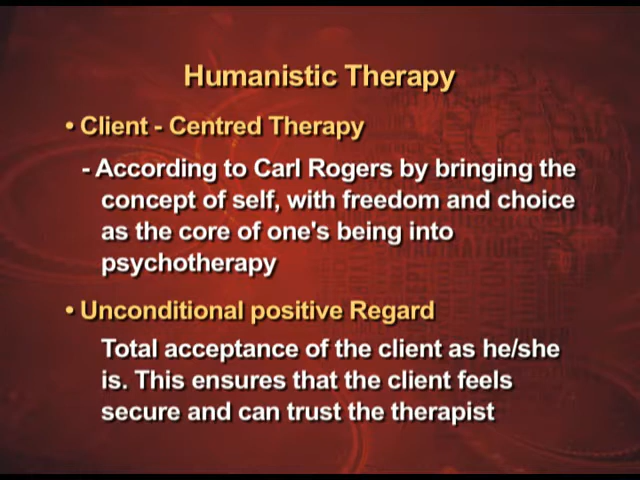 Humanistic Therapy
• Client - Centred Therapy
- According to Carl Rogers by bringing the
concept of self, with freedom and choice
as the core of one's being into
psychotherapy
• Unconditional positive Regard
Total acceptance of the client as he/she
is. This ensures that the client feels
secure and can trust the therapist